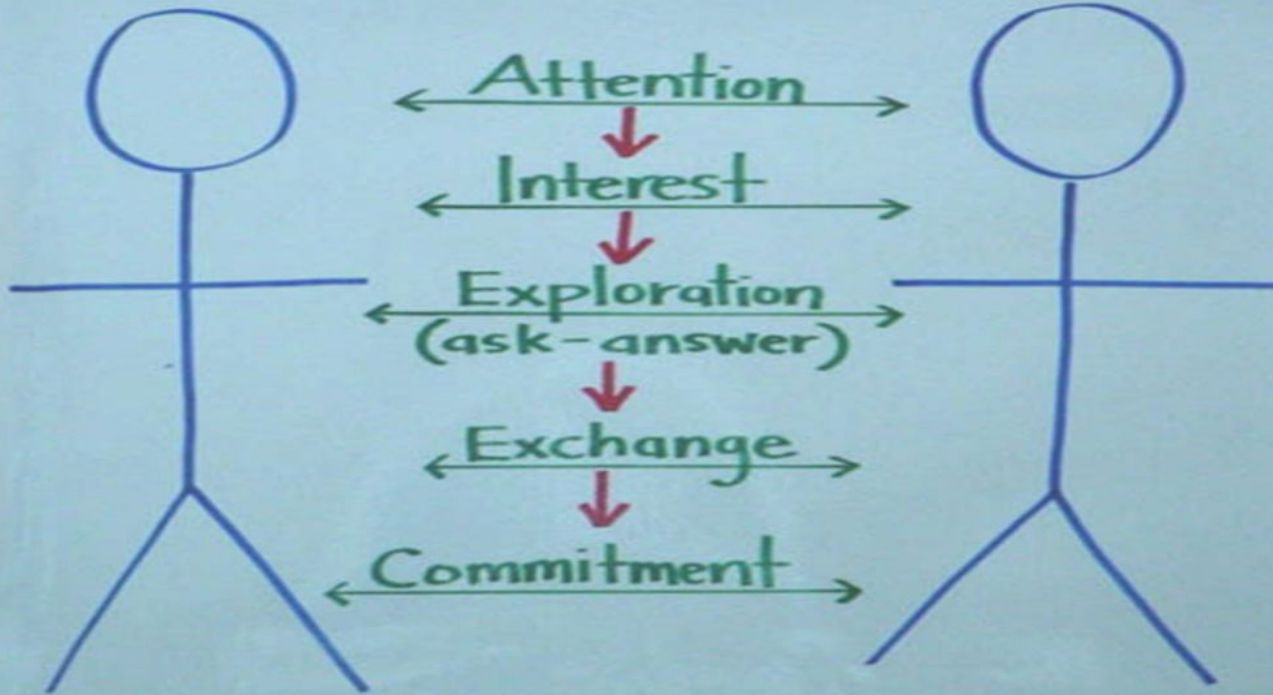 Attention
Interest
Exploration
(ask-answer)
Exchange
Commitment